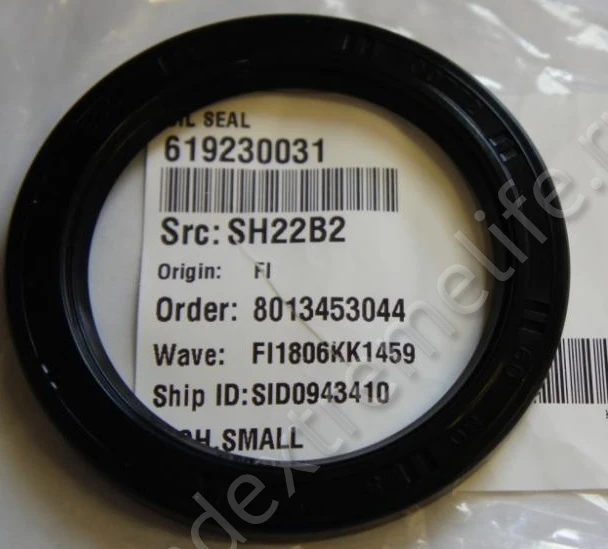 OIL SEAL
619230031
Src: SH22B2
Origin: FI
Order: 8013453044
Wave: FI1806KK1459
Ship ID:SID0943410
SMALL